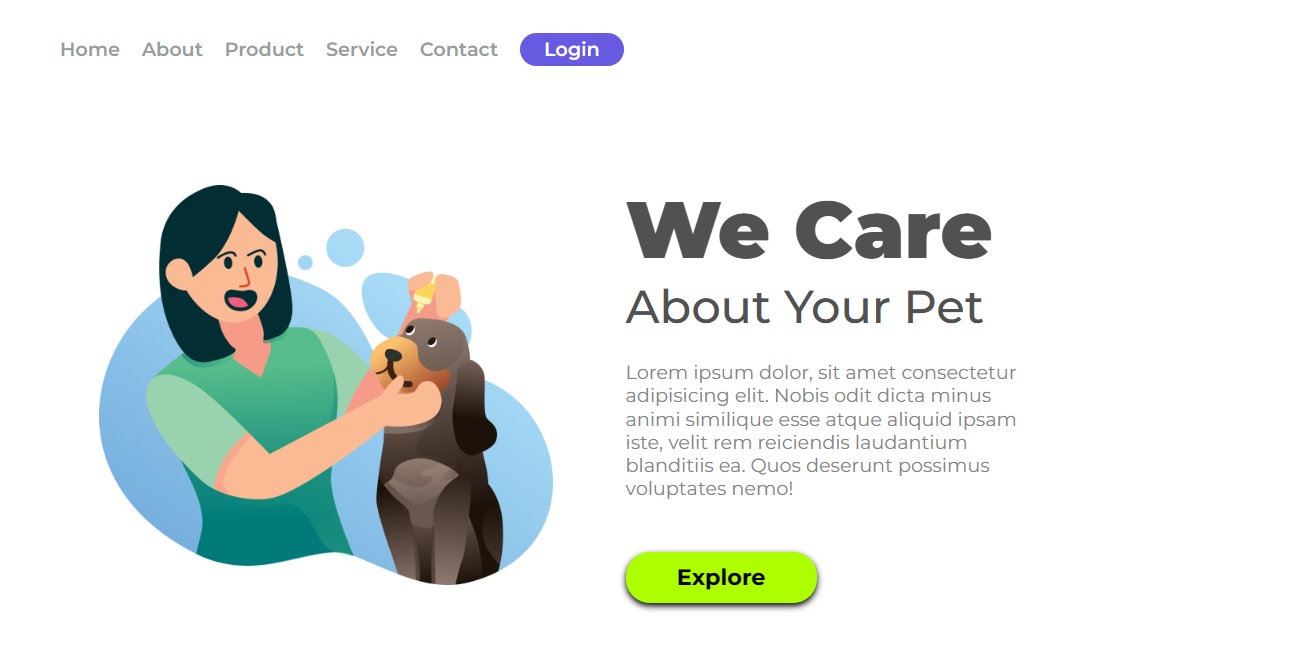 Home About Product Service Contact Login
We Care
About Your Pet
Lorem ipsum dolor, sit amet consectetur
adipisicing elit. Nobis odit dicta minus
animi similique esse atque aliquid ipsam
iste, velit rem reiciendis laudantium
blanditiis ea. Quos deserunt possimus
voluptates nemo!
Explore